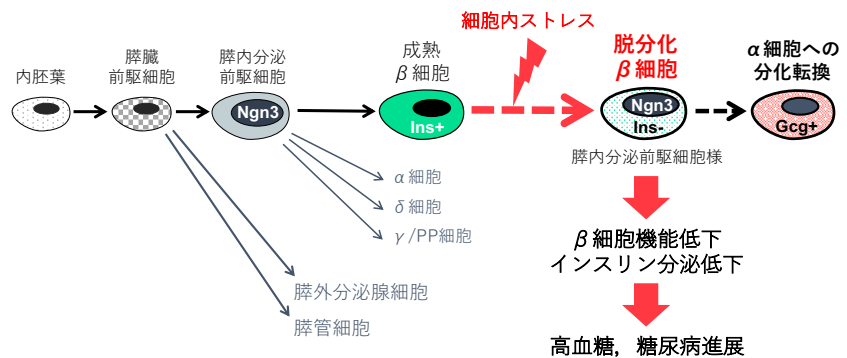 細胞内ストレス
内胚葉
膵臓
前駆細胞
膵内分泌
前駆細胞
Ngn3
成熟
β細胞
Ins+
脱分化
β細胞
Ngn3
Ins-
膵内分泌前駆細胞様
α細胞への
分化転換
Gcg+
α細胞
δ細胞
γ/PP細胞
膵外分泌腺細胞
膵管細胞
β細胞機能低下
インスリン分泌低下
高血糖，糖尿病進展